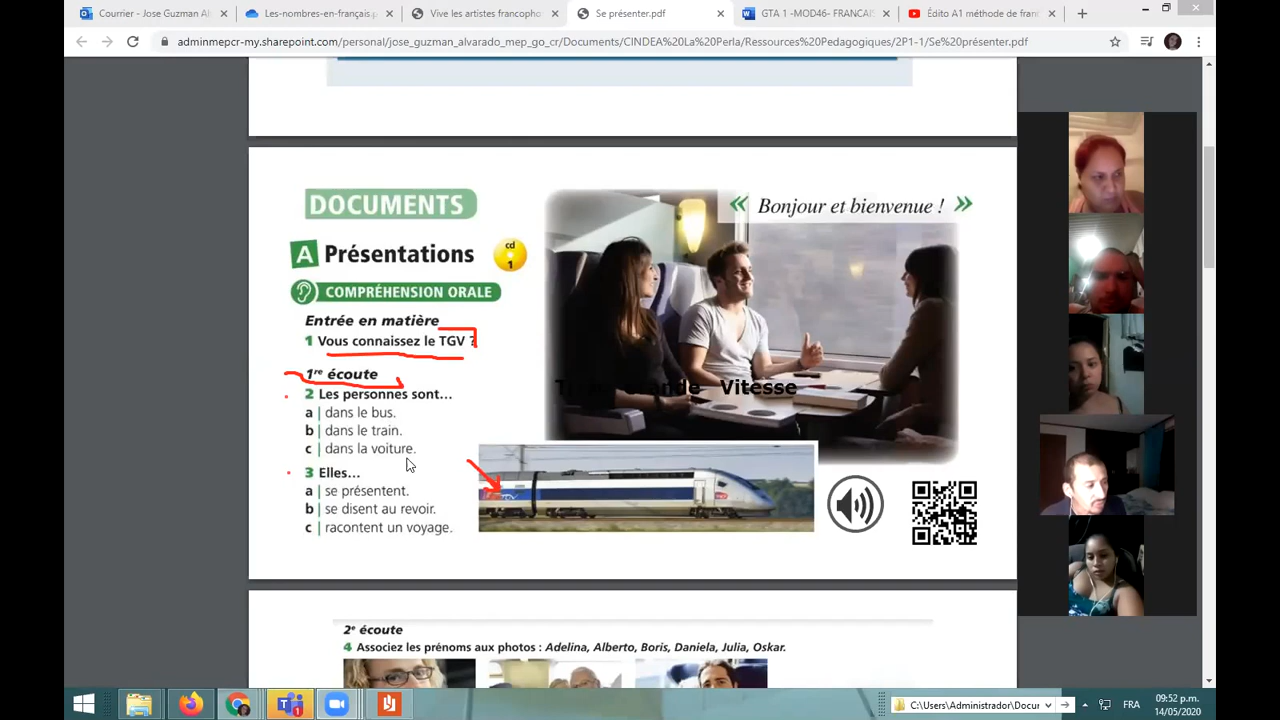 Courrier - Jose Guzman Al
Les-nombres-en-français.p
Vive les artistes francopho
Se présenter.pdf
GTA 1 -MOD46- FRANCAIS
Édito A1 méthode de fran
adminmepcr-my.sharepoint.com/personal/jose_guzman_alvarado_mep_go_cr/Documents/CINDEA%20La%20Perla/Ressources%20Pedagogiques/2P1-1/Se%20présenter.pdf
DOCUMENTS
« Bonjour et bienvenue ! »
A Présentations
cd
1
COMPRÉHENSION ORALE
Entrée en matière
1 Vous connaissez le TGV ?
1re écoute
2 Les personnes sont...
a | dans le bus.
b | dans le train.
c | dans la voiture.
3 Elles...
a | se présentent.
b | se disent au revoir.
c | racontent un voyage.
Vitesse
2e écoute
4 Associez les prénoms aux photos : Adelina, Alberto, Boris, Daniela, Julia, Oskar.
C:\Users\Administrador\Docur
FRA
09:52 p.m.
14/05/2020